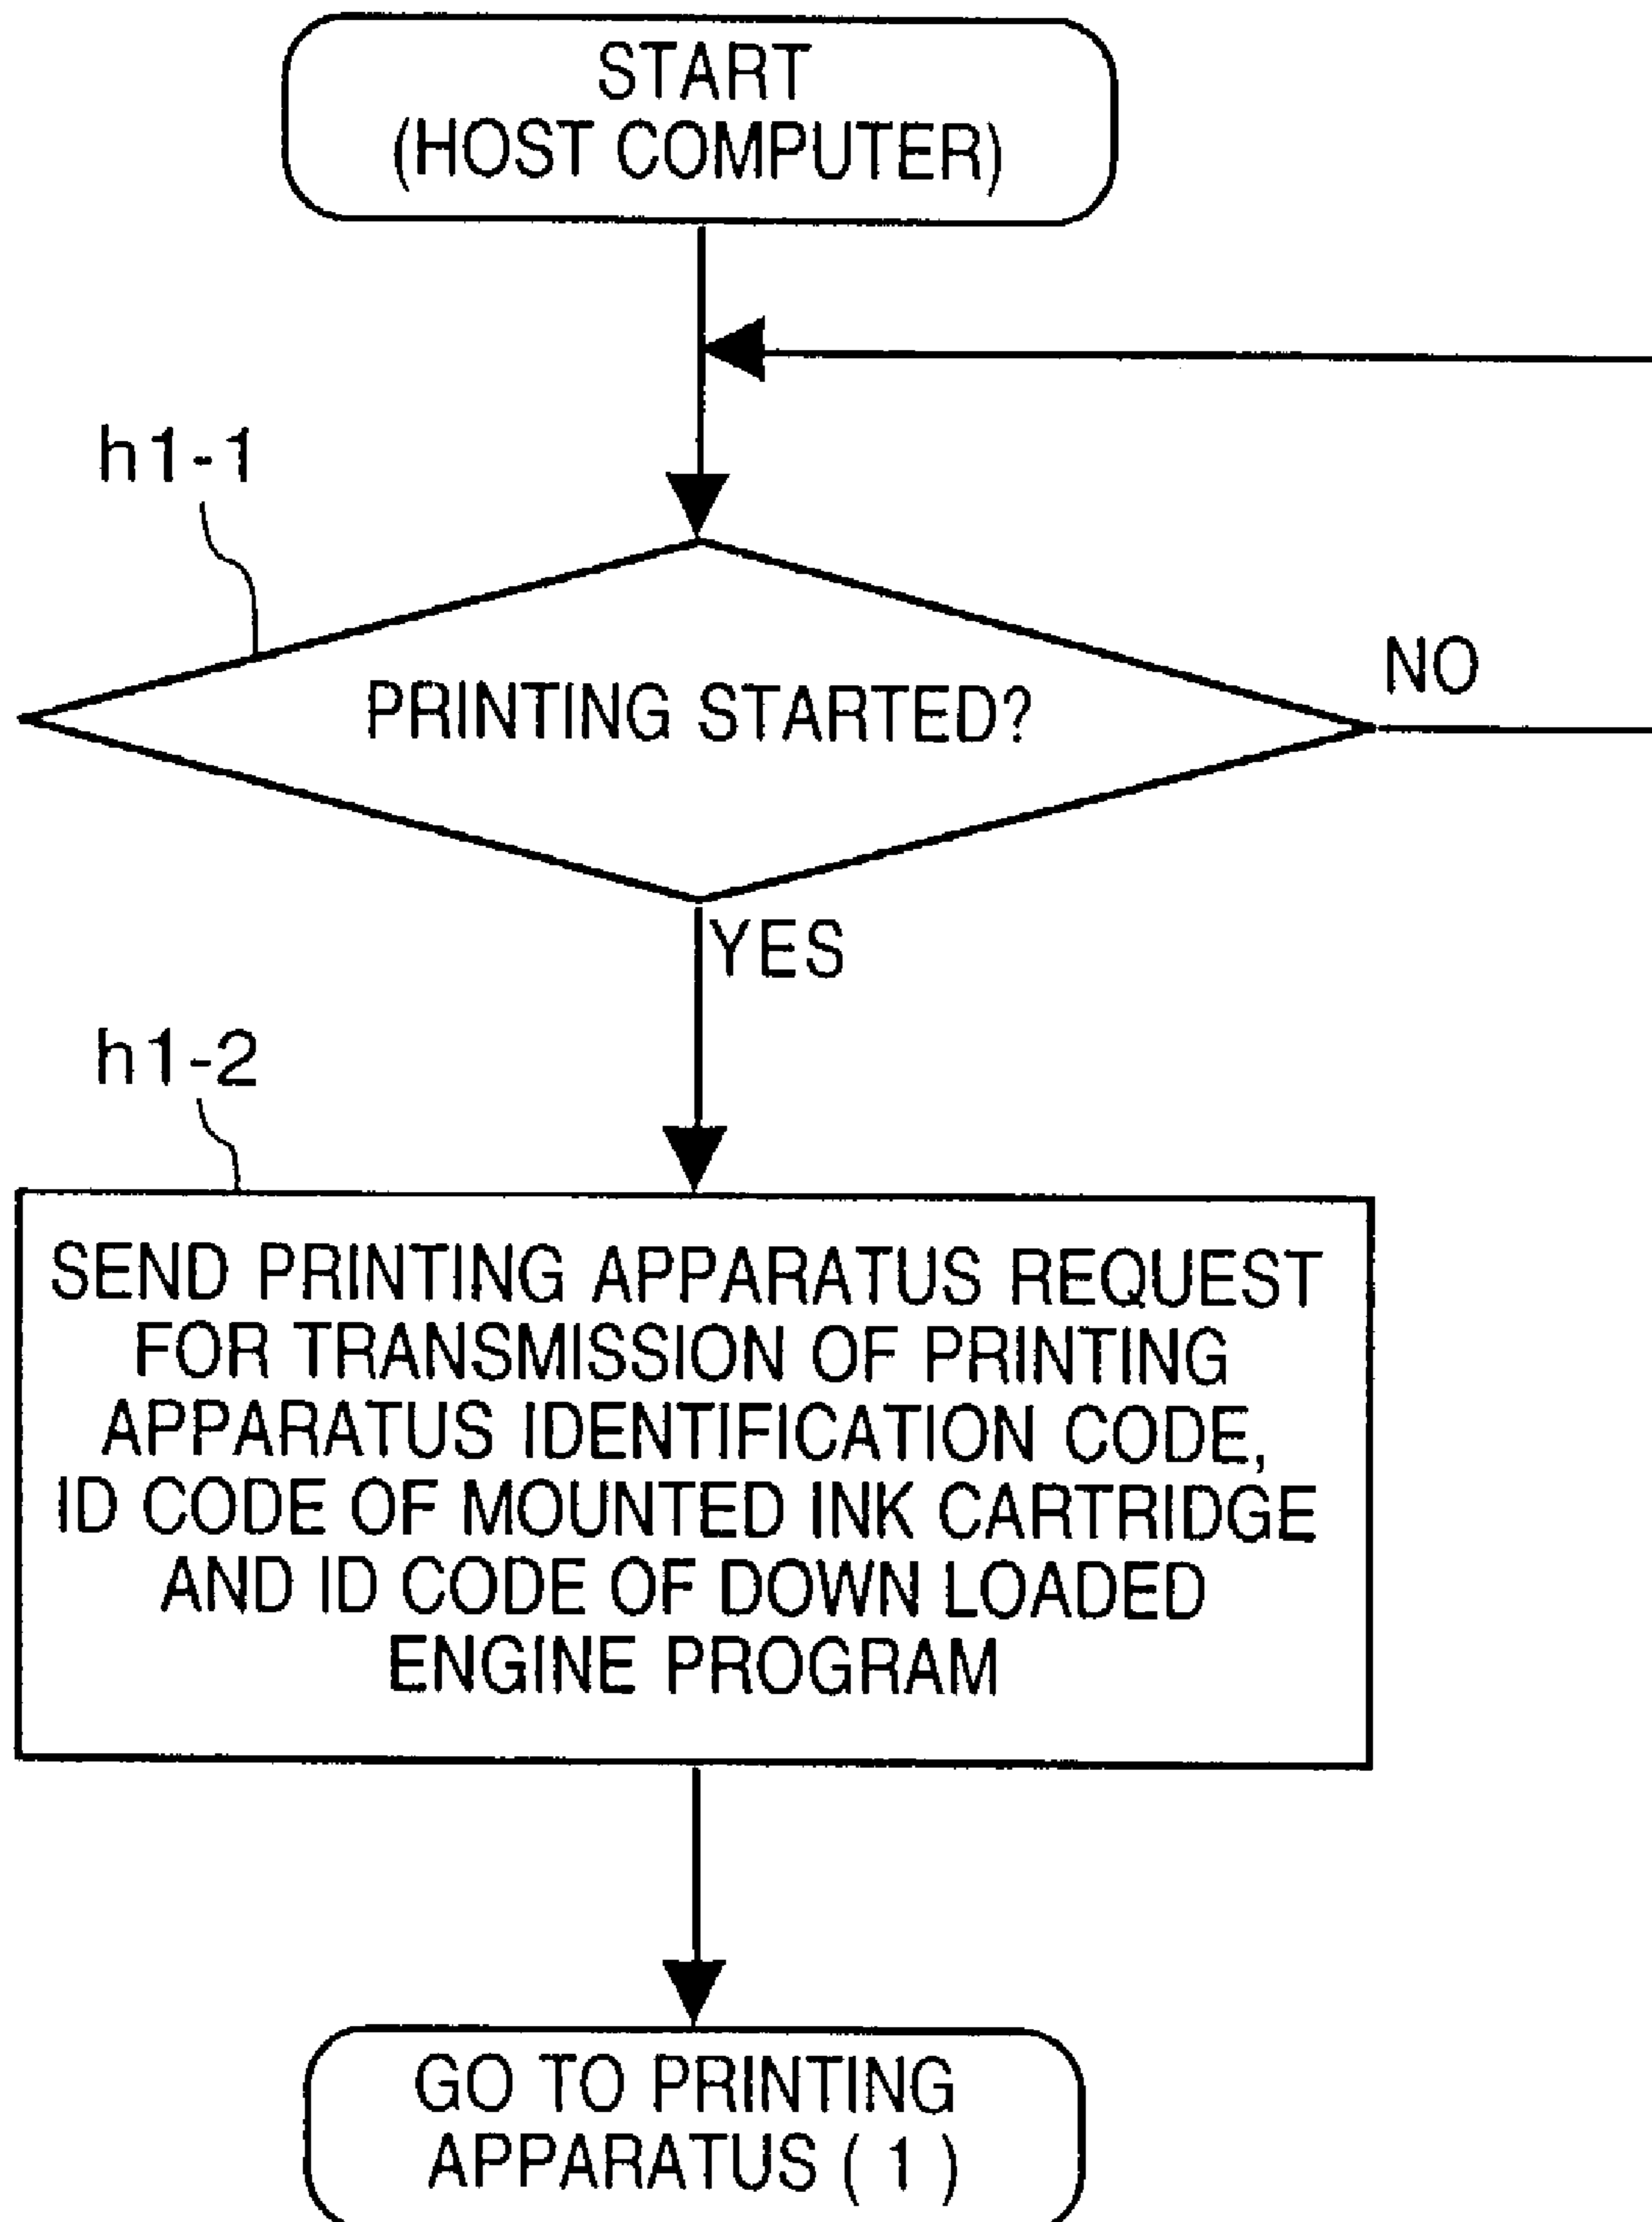 START
(HOST COMPUTER)
h1-1
PRINTING STARTED?
NO
YES
h1-2
SEND PRINTING APPARATUS REQUEST
FOR TRANSMISSION OF PRINTING
APPARATUS IDENTIFICATION CODE,
ID CODE OF MOUNTED INK CARTRIDGE
AND ID CODE OF DOWN LOADED
ENGINE PROGRAM
GO TO PRINTING
APPARATUS ( 1 )